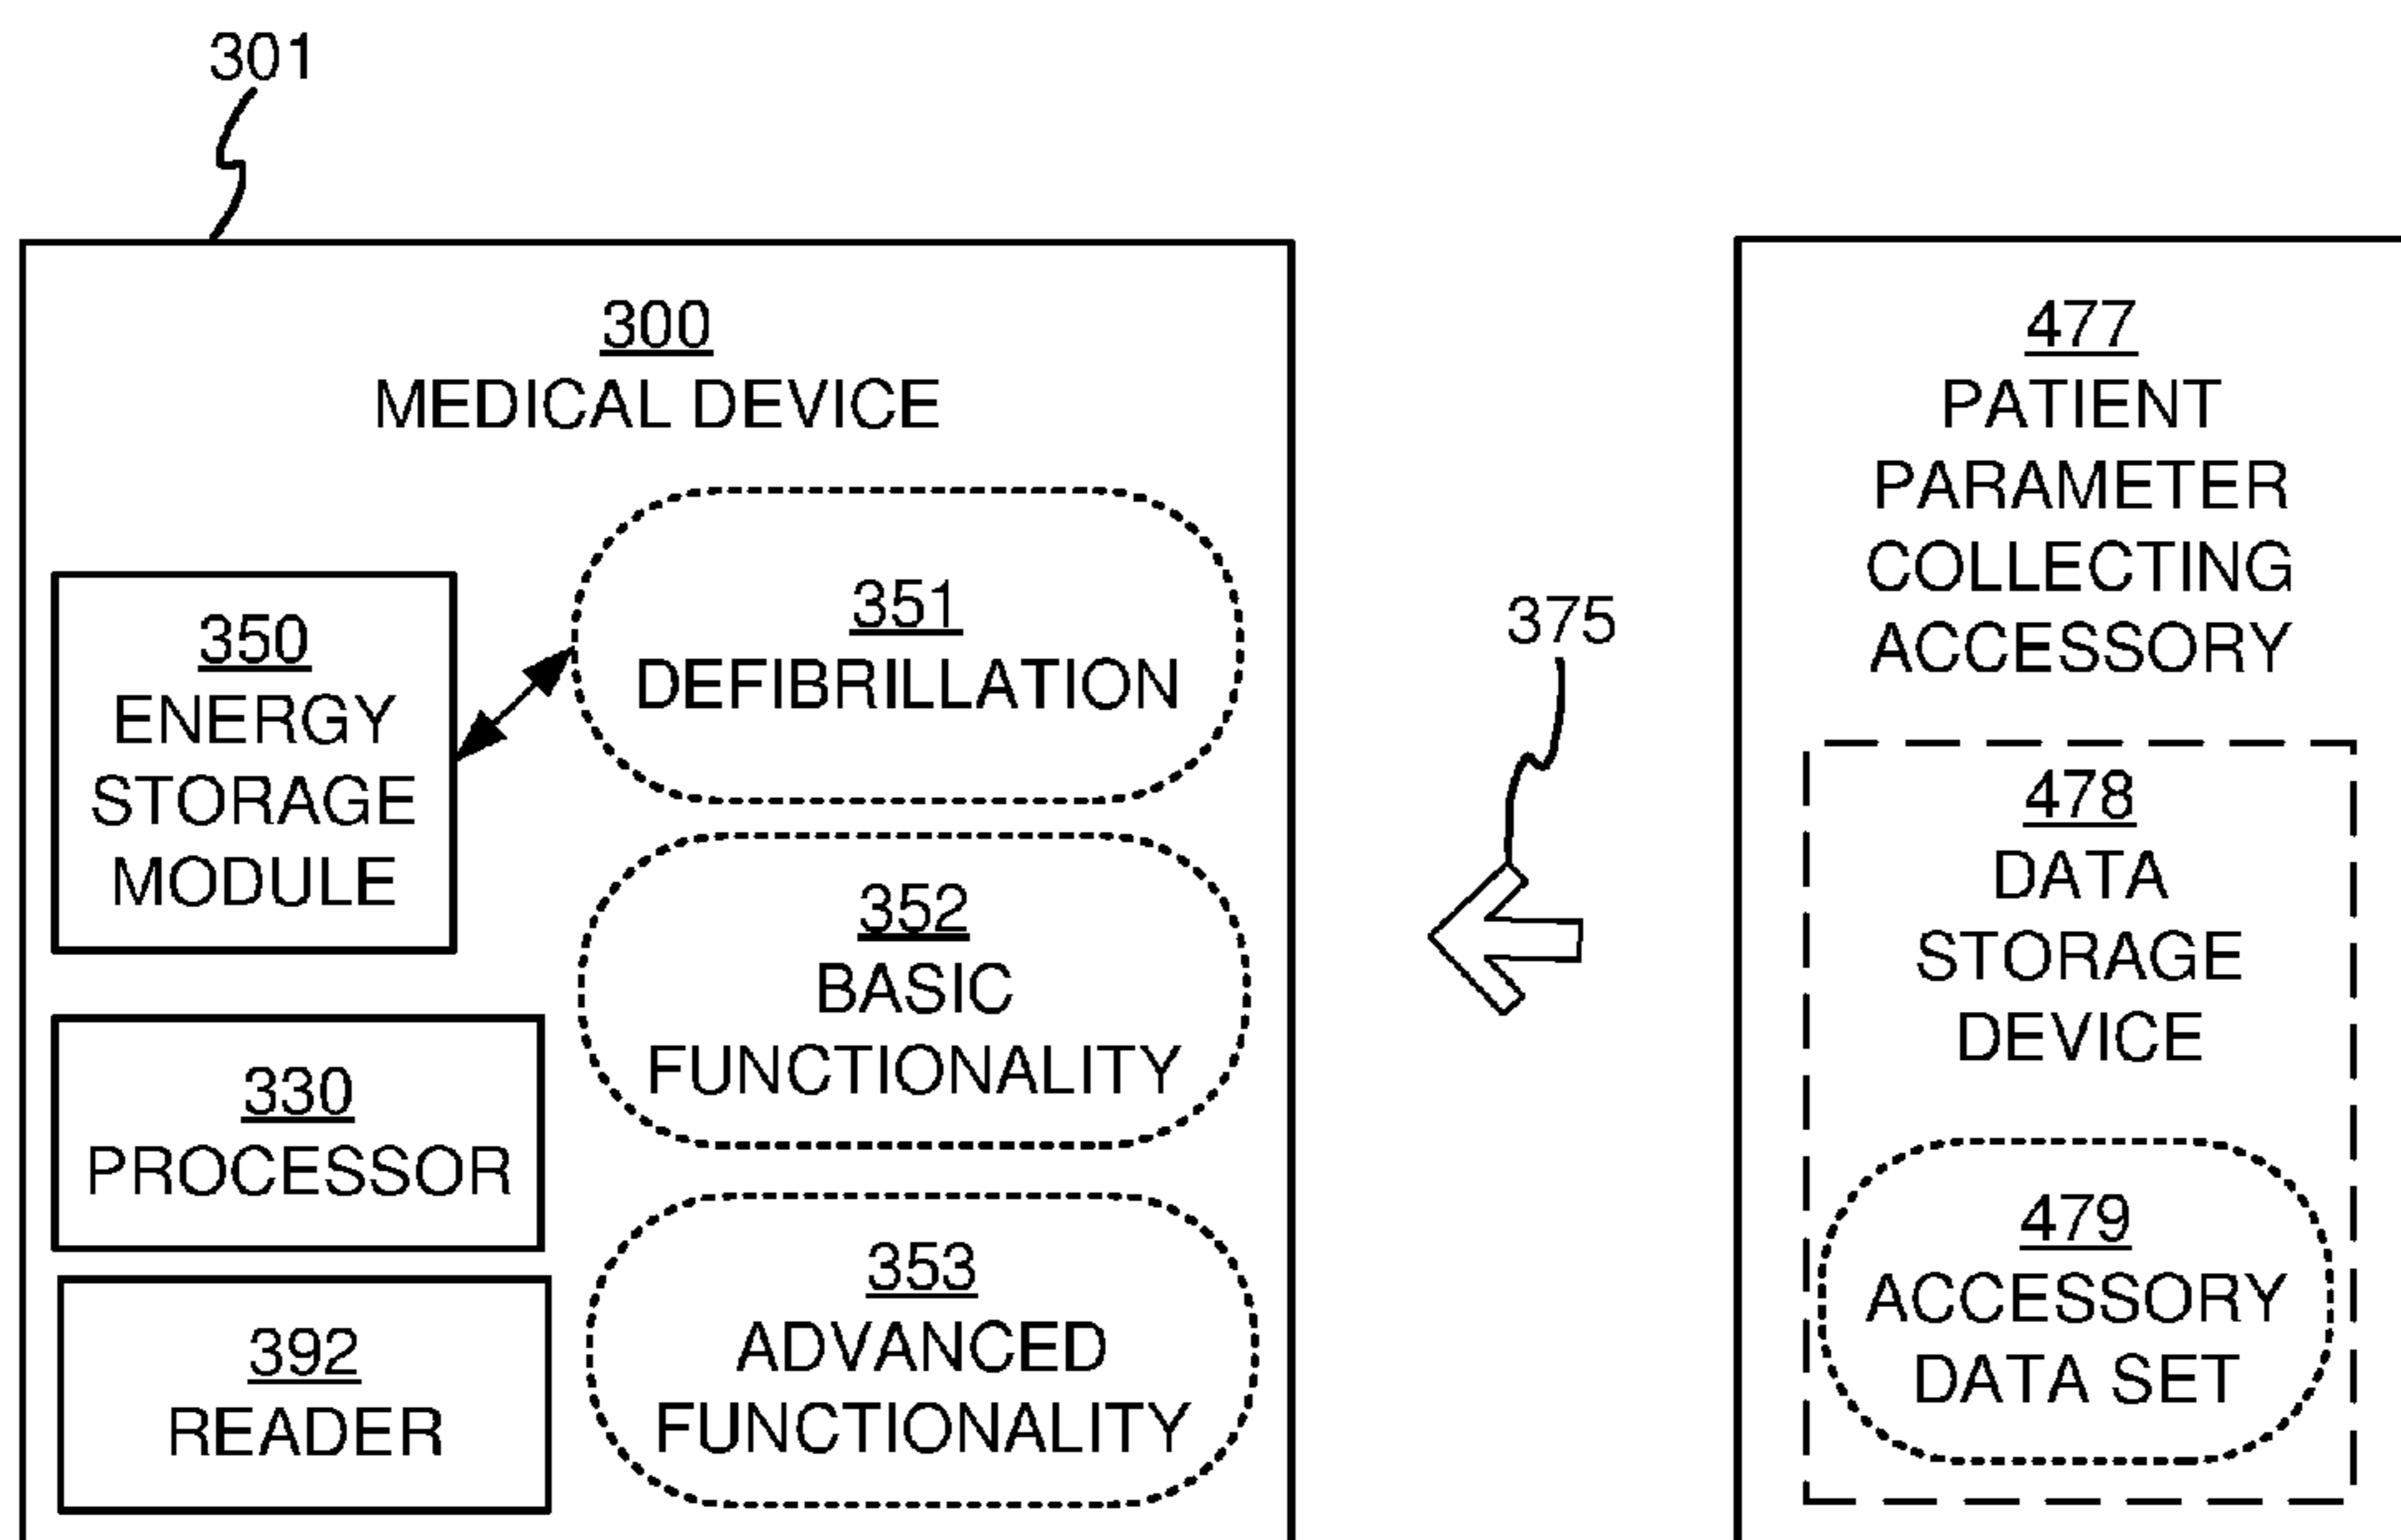 301
300
MEDICAL DEVICE
350
ENERGY
STORAGE
MODULE
351
DEFIBRILLATION
352
BASIC
FUNCTIONALITY
330
PROCESSOR
392
READER
353
ADVANCED
FUNCTIONALITY
375
477
PATIENT
PARAMETER
COLLECTING
ACCESSORY
478
DATA
STORAGE
DEVICE
479
ACCESSORY
DATA SET